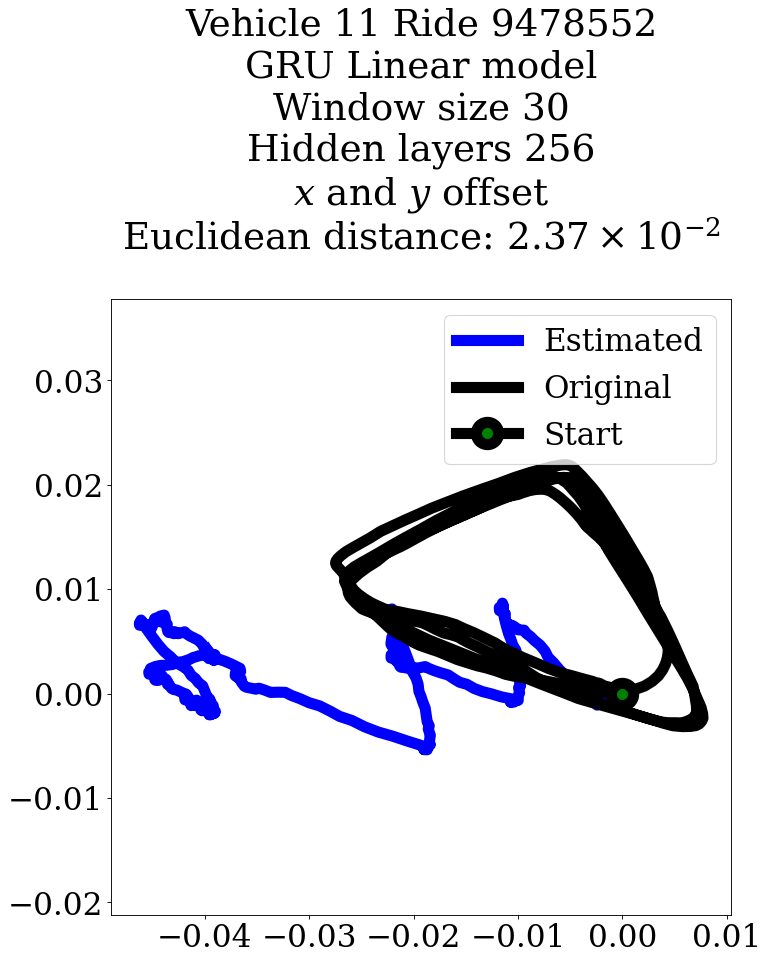 Vehicle 11 Ride 9478552
GRU Linear model
Window size 30
Hidden layers 256
x and y offset
Euclidean distance: 2.37 × 10⁻²
Estimated
Original
Start
0.03
0.02
0.01
0.00
−0.01
−0.02
−0.04 −0.03 −0.02 −0.01 0.00 0.01